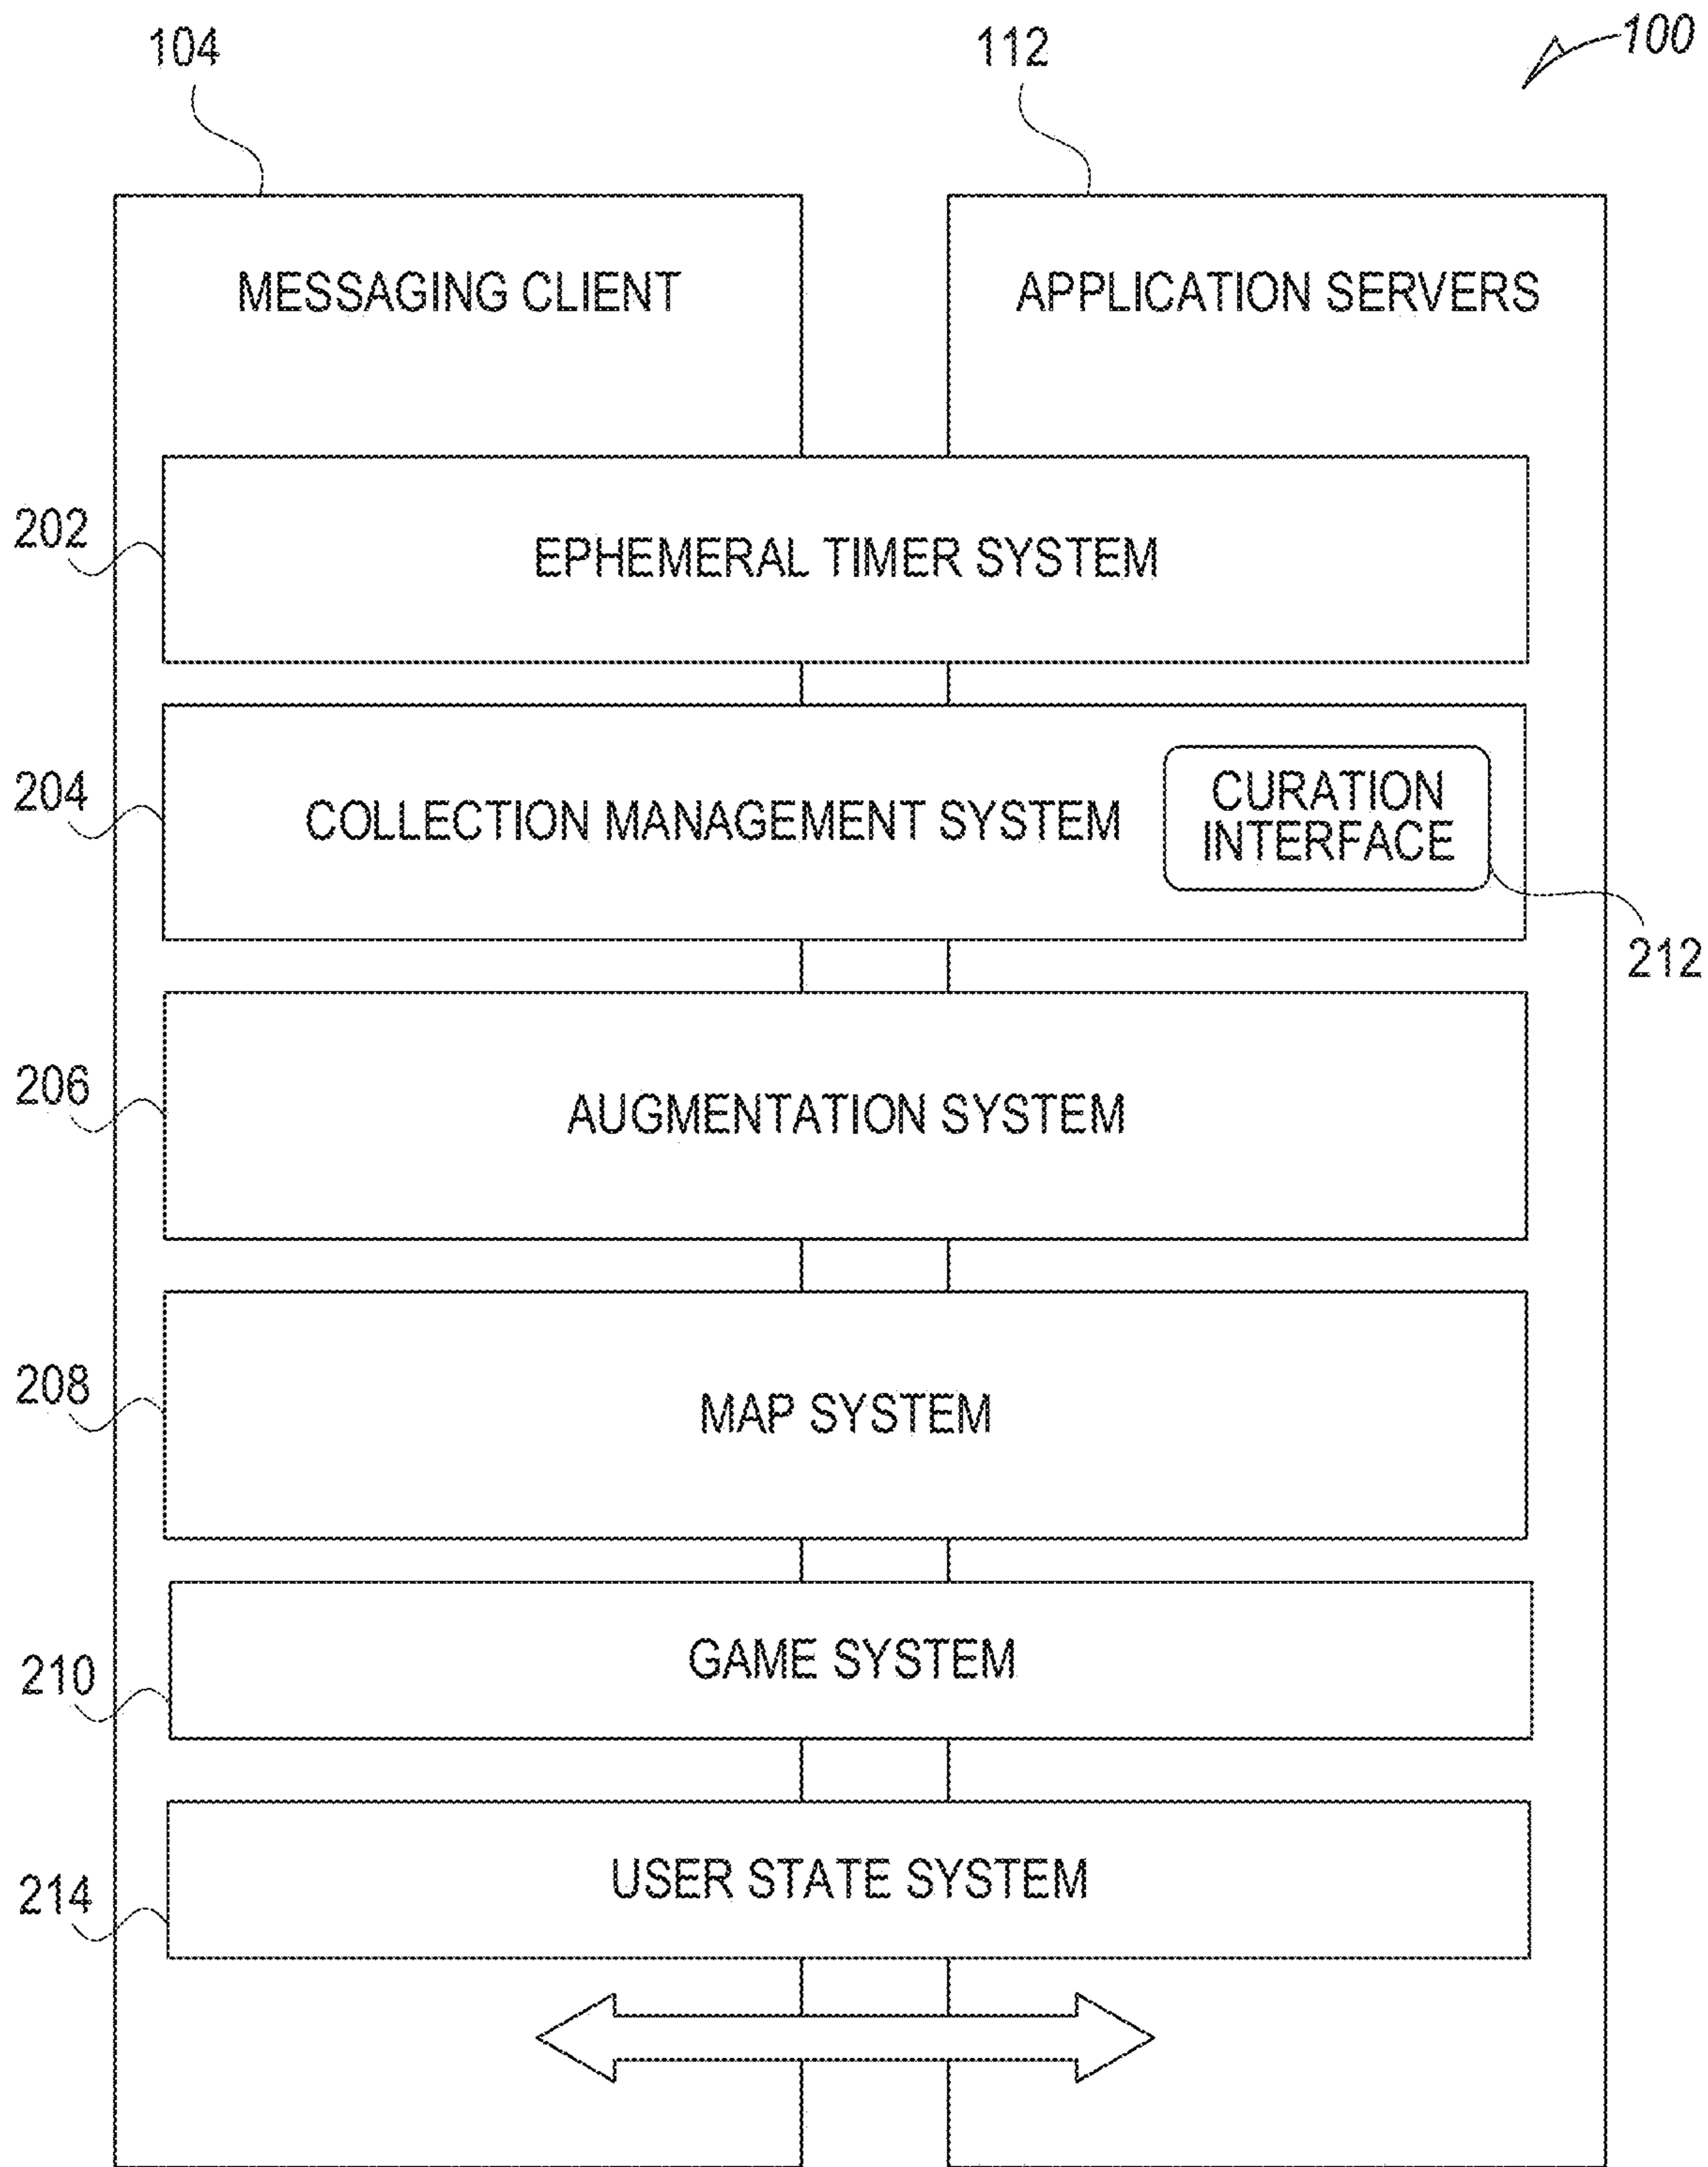 104
112
100
MESSAGING CLIENT
APPLICATION SERVERS
202
EPHEMERAL TIMER SYSTEM
204
COLLECTION MANAGEMENT SYSTEM
CURATION
INTERFACE
212
206
AUGMENTATION SYSTEM
208
MAP SYSTEM
210
GAME SYSTEM
214
USER STATE SYSTEM